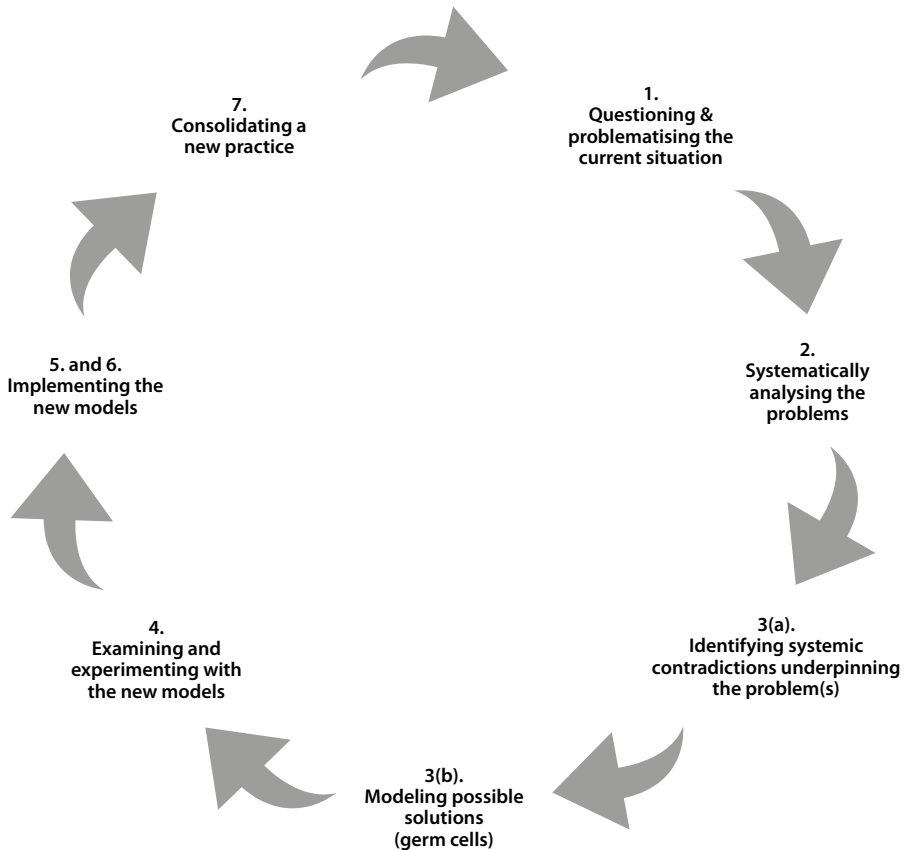 1.
Questioning &
problematising the
current situation
2.
Systematically
analysing the
problems
3(a).
Identifying systemic
contradictions underpinning
the problem(s)
3(b).
Modeling possible
solutions
(germ cells)
4.
Examining and
experimenting with
the new models
5. and 6.
Implementing the
new models
7.
Consolidating a
new practice